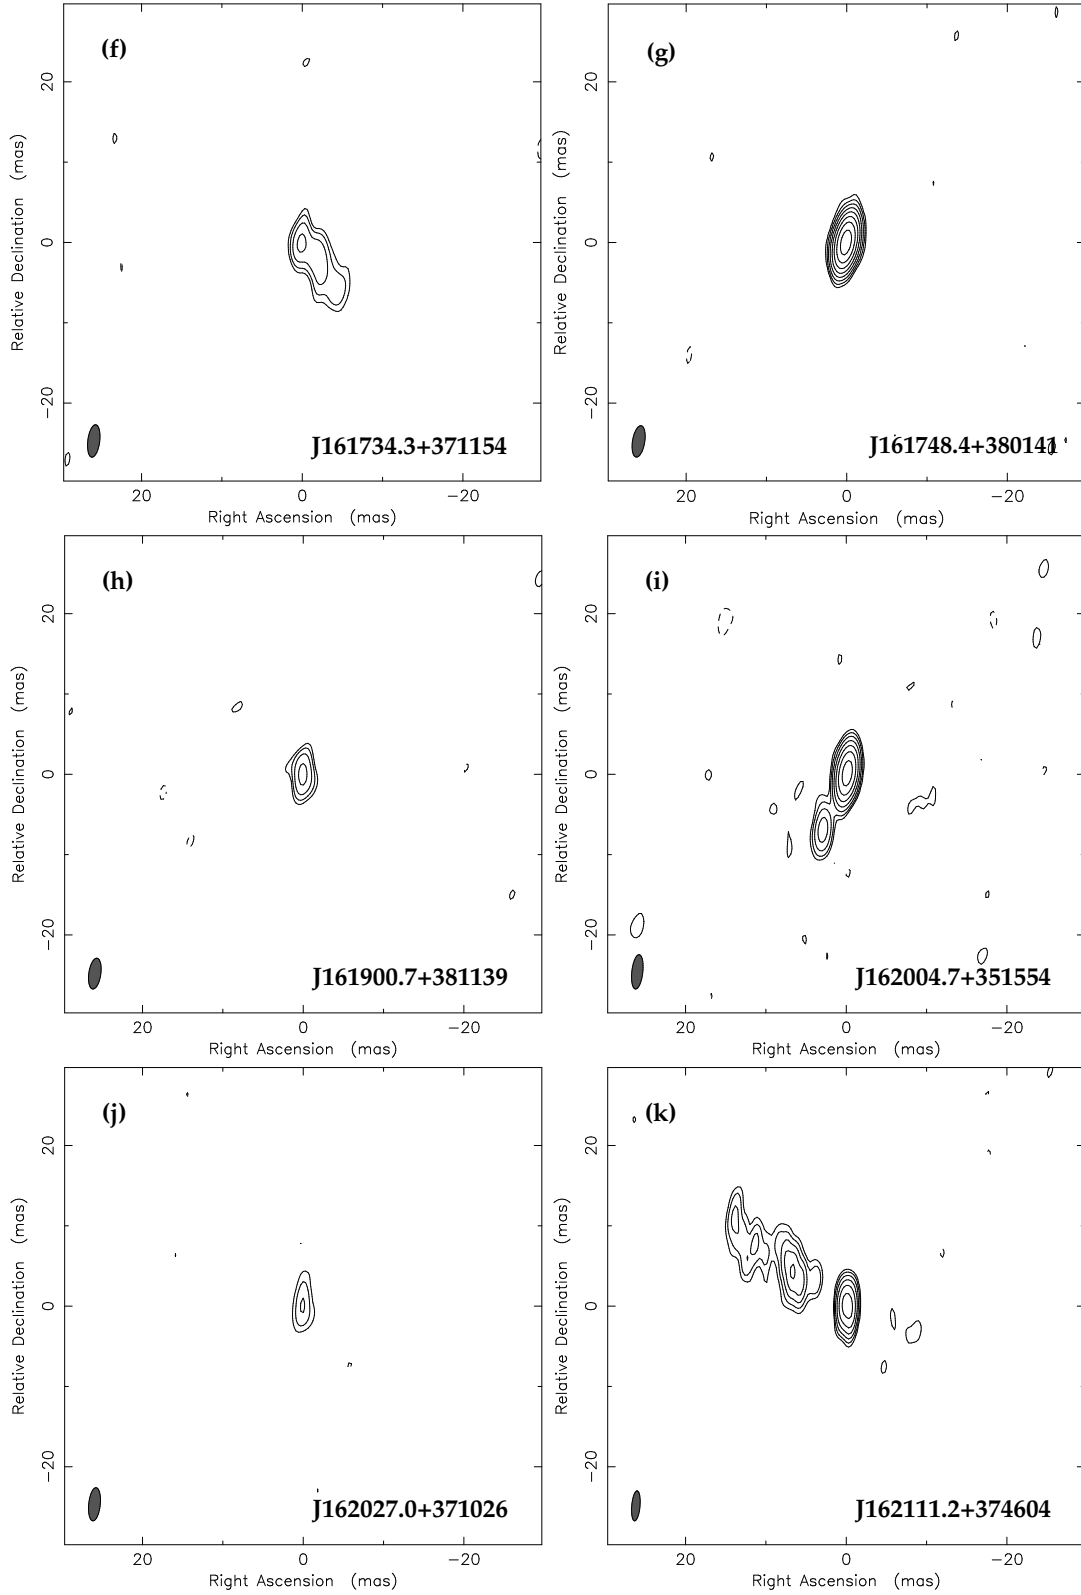 (f)
Relative Declination (mas)
20
0
−20
J161734.3+371154
20 0 −20
Right Ascension (mas)
(g)
Relative Declination (mas)
20
0
−20
J161748.4+380141
20 0 −20
Right Ascension (mas)
(h)
Relative Declination (mas)
20
0
−20
J161900.7+381139
20 0 −20
Right Ascension (mas)
(i)
Relative Declination (mas)
20
0
−20
J162004.7+351554
20 0 −20
Right Ascension (mas)
(j)
Relative Declination (mas)
20
0
−20
J162027.0+371026
20 0 −20
Right Ascension (mas)
(k)
Relative Declination (mas)
20
0
−20
J162111.2+374604
20 0 −20
Right Ascension (mas)